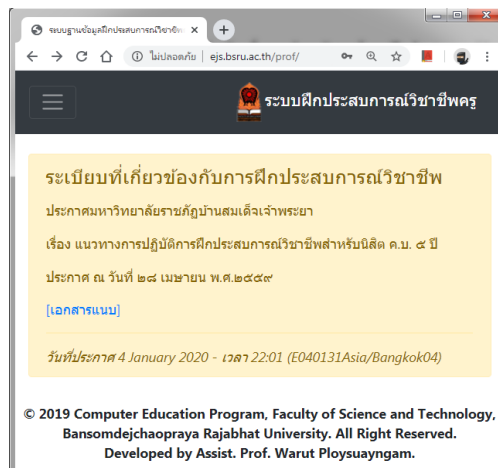 ระบบฐานข้อมูลฝึกประสบการณ์วิชาชีพ
ไม่ปลอดภัย | ejs.bsru.ac.th/prof/
ระบบฝึกประสบการณ์วิชาชีพครู
ระเบียบที่เกี่ยวข้องกับการฝึกประสบการณ์วิชาชีพ
ประกาศมหาวิทยาลัยราชภัฏบ้านสมเด็จเจ้าพระยา
เรื่อง แนวทางการปฏิบัติการฝึกประสบการณ์วิชาชีพสำหรับนิสิต ค.บ. ๕ ปี
ประกาศ ณ วันที่ ๒๘ เมษายน พ.ศ.๒๕๕๙
[เอกสารแนบ]
วันที่ประกาศ 4 January 2020 - เวลา 22:01 (E040131Asia/Bangkok04)
© 2019 Computer Education Program, Faculty of Science and Technology,
Bansomdejchaopraya Rajabhat University. All Right Reserved.
Developed by Assist. Prof. Warut Ploysuayngam.